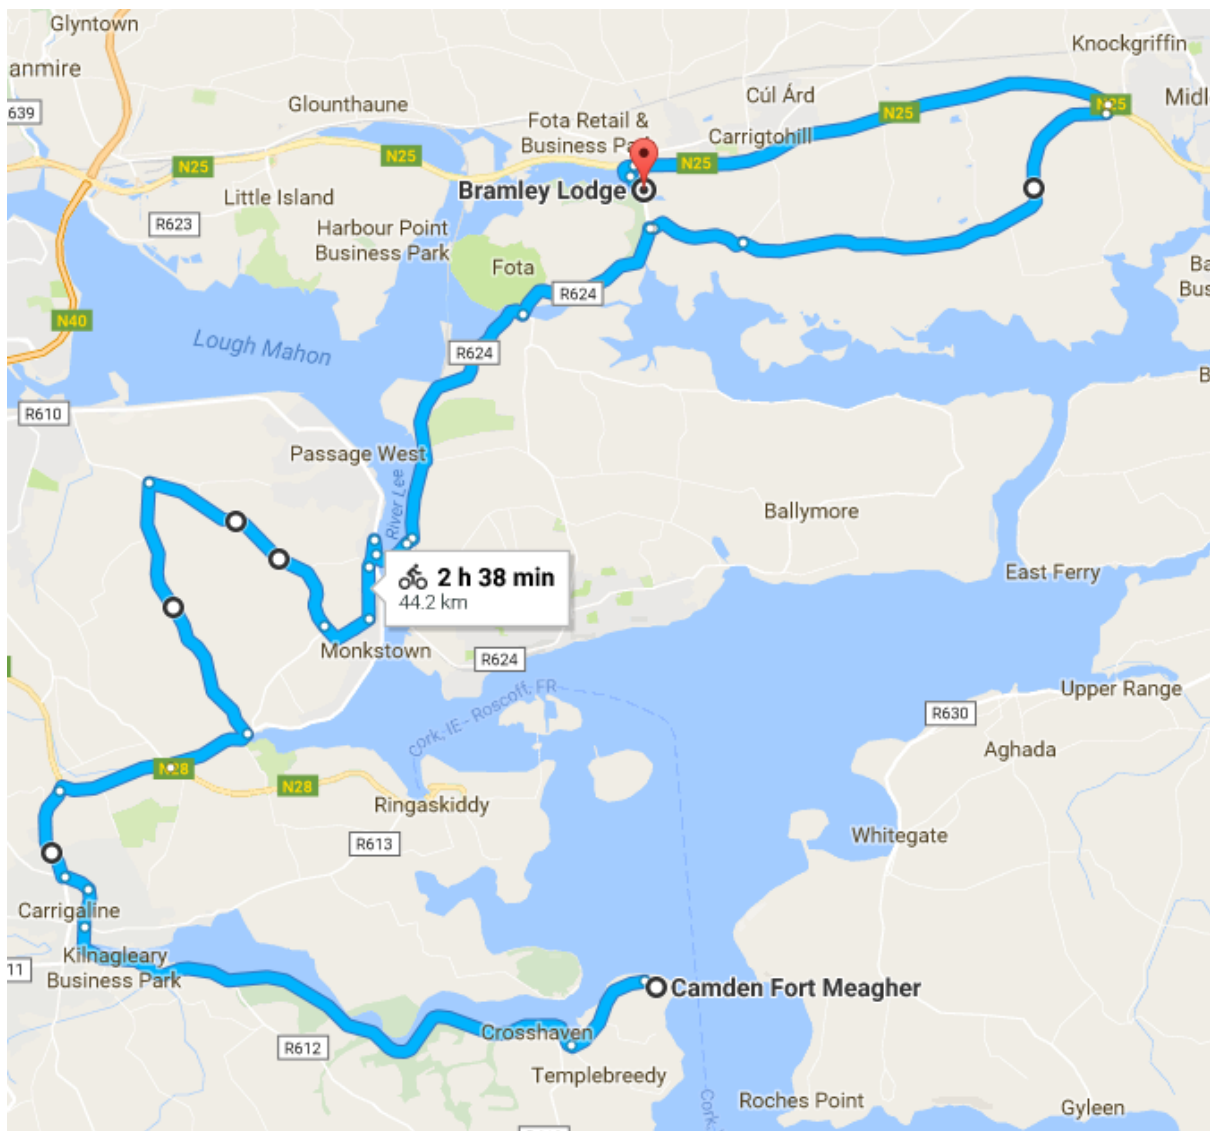 Glyntown
anmire
639
Glounthaune
N25
N25
Little Island
R623
Harbour Point
Business Park
Fota Retail &
Business Park
Cúl Árd
Carrigtohill
N25
N25
Knockgriffin
N25
Midl
Bramley Lodge
Fota
R624
R624
N40
Lough Mahon
R610
Passage West
River Lee
Ba
Bus
B
Ballymore
East Ferry
2 h 38 min
44.2 km
Monkstown
R624
Cork, IE - Roscoff, FR
Upper Range
R630
Aghada
N28
N28
Ringaskiddy
R613
Whitegate
Carrigaline
Kilnagleary
Business Park
11
R612
Crosshaven
Camden Fort Meagher
Templebreedy
Roches Point
Gyleen
Cork,